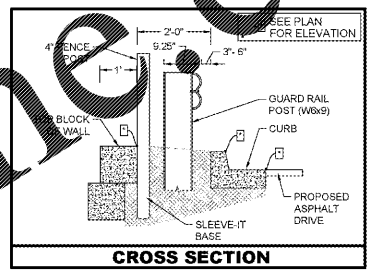 2'-0"
SEE PLAN
FOR ELEVATION
9.25"
3"- 6"
4" FENCE
POST
1'
GUARD RAIL
POST (W6x9)
BLOCK
OF WALL
CURB
PROPOSED
ASPHALT
DRIVE
SLEEVE-IT
BASE
CROSS SECTION